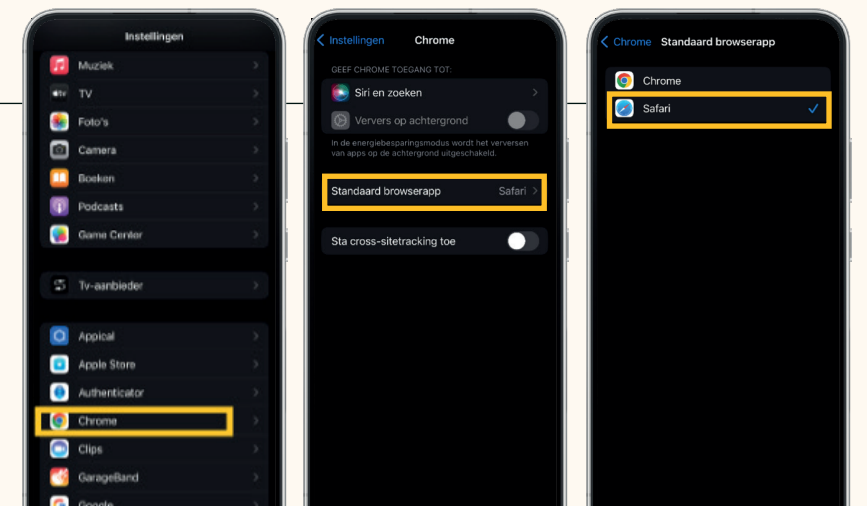 Instellingen
Muziek
TV
Foto's
Camera
Boeken
Podcasts
Game Center
Tv-aanbieder
Appical
Apple Store
Authenticator
Chrome
Clips
GarageBand
Google
Instellingen Chrome
GEEF CHROME TOEGANG TOT:
Siri en zoeken
Ververs op achtergrond
In de energiebesparingsmodus wordt het verversen
van apps op de achtergrond uitgeschakeld.
Standaard browserapp Safari
Sta cross-sitetracking toe
Chrome Standaard browserapp
Chrome
Safari